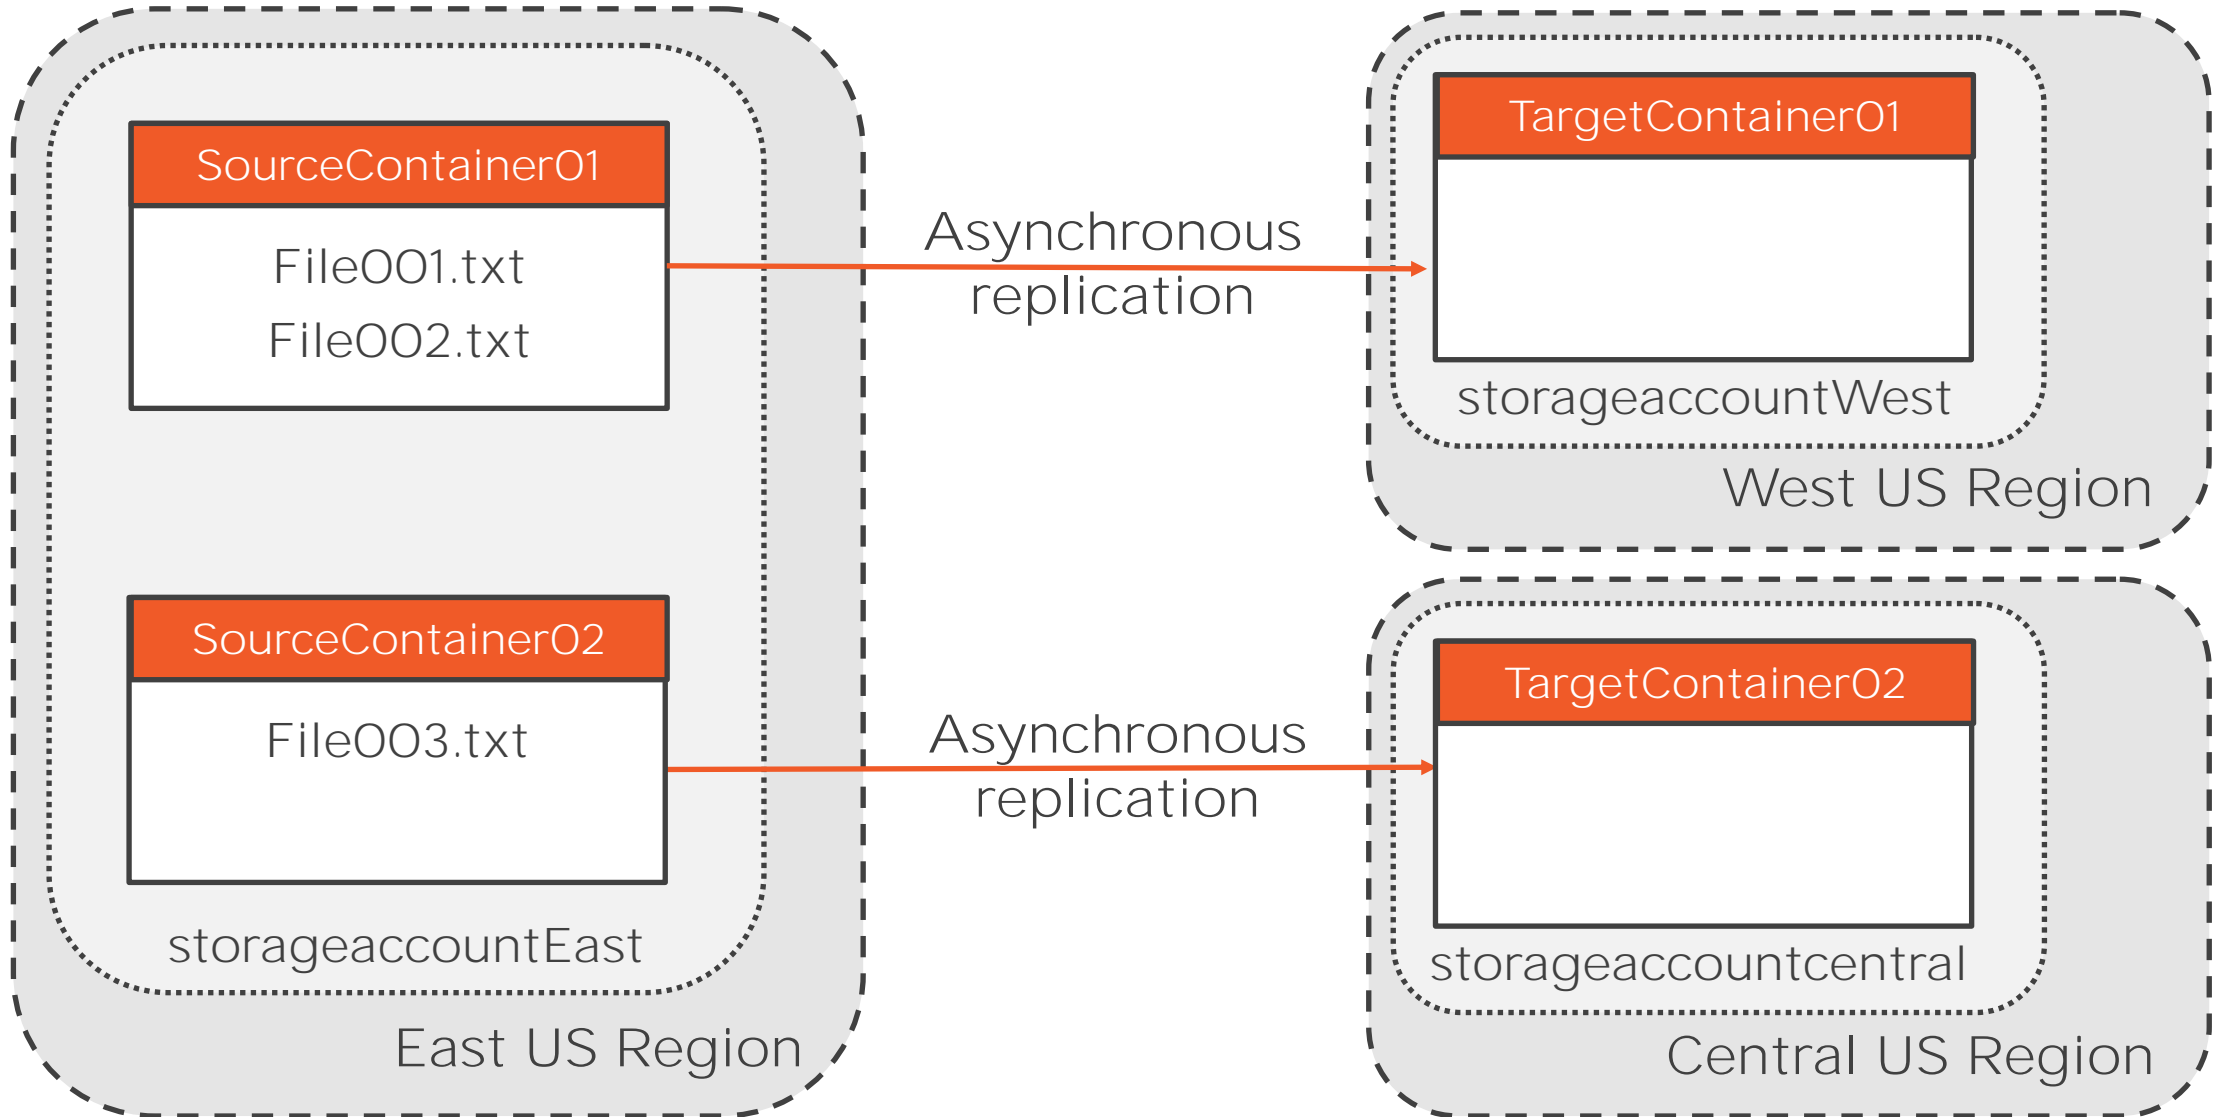 SourceContainer01
File001.txt
File002.txt
SourceContainer02
File003.txt
storageaccountEast
East US Region
Asynchronous
replication
Asynchronous
replication
TargetContainer01
storageaccountWest
West US Region
TargetContainer02
storageaccountcentral
Central US Region